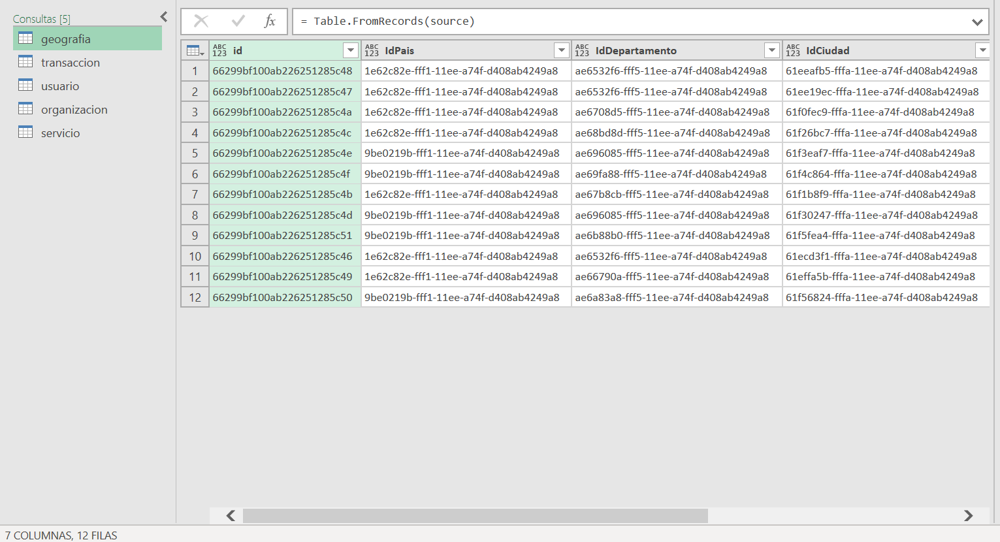 Consultas [5]
geografia
transaccion
usuario
organizacion
servicio
fx
= Table.FromRecords(source)
ABC 123 id ABC 123 IdPais ABC 123 IdDepartamento ABC 123 IdCiudad
1 66299bf100ab226251285c48 1e62c82e-fff1-11ee-a74f-d408ab4249a8 ae6532f6-fff5-11ee-a74f-d408ab4249a8 61eeafb5-fffa-11ee-a74f-d408ab4249a8
2 66299bf100ab226251285c47 1e62c82e-fff1-11ee-a74f-d408ab4249a8 ae6532f6-fff5-11ee-a74f-d408ab4249a8 61ee19ec-fffa-11ee-a74f-d408ab4249a8
3 66299bf100ab226251285c4a 1e62c82e-fff1-11ee-a74f-d408ab4249a8 ae6708d5-fff5-11ee-a74f-d408ab4249a8 61f0fec9-fffa-11ee-a74f-d408ab4249a8
4 66299bf100ab226251285c4c 1e62c82e-fff1-11ee-a74f-d408ab4249a8 ae68bd8d-fff5-11ee-a74f-d408ab4249a8 61f26bc7-fffa-11ee-a74f-d408ab4249a8
5 66299bf100ab226251285c4e 9be0219b-fff1-11ee-a74f-d408ab4249a8 ae696085-fff5-11ee-a74f-d408ab4249a8 61f3eaf7-fffa-11ee-a74f-d408ab4249a8
6 66299bf100ab226251285c4f 9be0219b-fff1-11ee-a74f-d408ab4249a8 ae69fa88-fff5-11ee-a74f-d408ab4249a8 61f4c864-fffa-11ee-a74f-d408ab4249a8
7 66299bf100ab226251285c4b 1e62c82e-fff1-11ee-a74f-d408ab4249a8 ae67b8cb-fff5-11ee-a74f-d408ab4249a8 61f1b8f9-fffa-11ee-a74f-d408ab4249a8
8 66299bf100ab226251285c4d 9be0219b-fff1-11ee-a74f-d408ab4249a8 ae696085-fff5-11ee-a74f-d408ab4249a8 61f30247-fffa-11ee-a74f-d408ab4249a8
9 66299bf100ab226251285c51 9be0219b-fff1-11ee-a74f-d408ab4249a8 ae6b88b0-fff5-11ee-a74f-d408ab4249a8 61f5fea4-fffa-11ee-a74f-d408ab4249a8
10 66299bf100ab226251285c46 1e62c82e-fff1-11ee-a74f-d408ab4249a8 ae6532f6-fff5-11ee-a74f-d408ab4249a8 61ecd3f1-fffa-11ee-a74f-d408ab4249a8
11 66299bf100ab226251285c49 1e62c82e-fff1-11ee-a74f-d408ab4249a8 ae66790a-fff5-11ee-a74f-d408ab4249a8 61effa5b-fffa-11ee-a74f-d408ab4249a8
12 66299bf100ab226251285c50 9be0219b-fff1-11ee-a74f-d408ab4249a8 ae6a83a8-fff5-11ee-a74f-d408ab4249a8 61f56824-fffa-11ee-a74f-d408ab4249a8
7 COLUMNAS, 12 FILAS